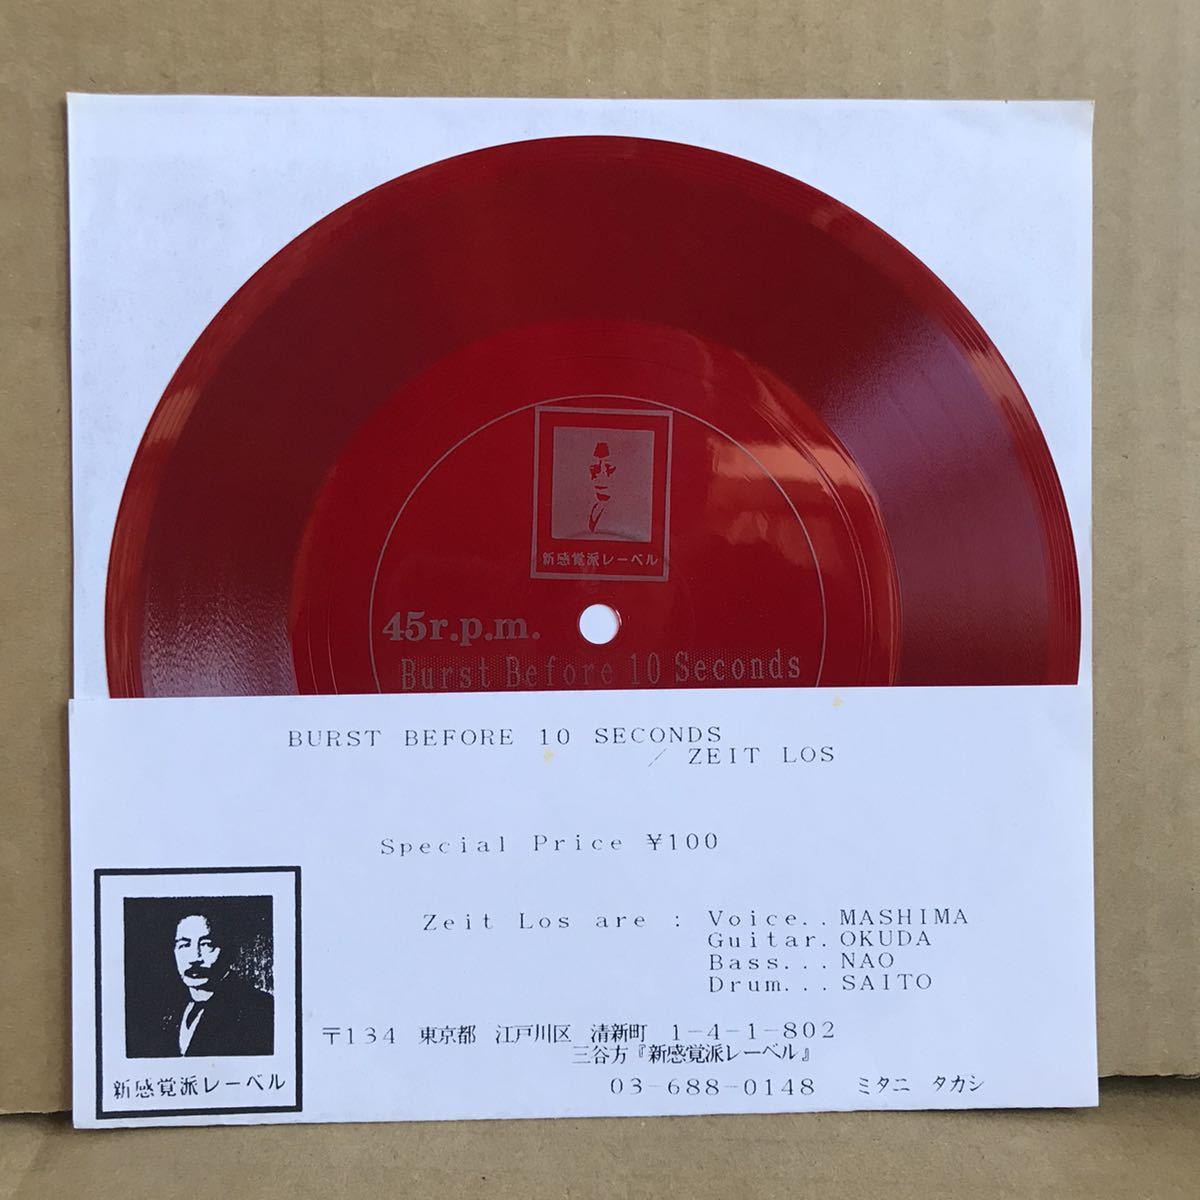 新感覚派レーベル
45r.p.m.
Burst Before 10 Seconds
BURST BEFORE 10 SECONDS
/ ZEIT LOS
Special Price ¥100
Zeit Los are : Voice.. MASHIMA
Guitar. OKUDA
Bass... NAO
Drum... SAITO
〒134 東京都 江戸川区 清新町 1-4-1-802
三谷方『新感覚派レーベル』
03-688-0148 ミタニ タカシ
新感覚派レーベル